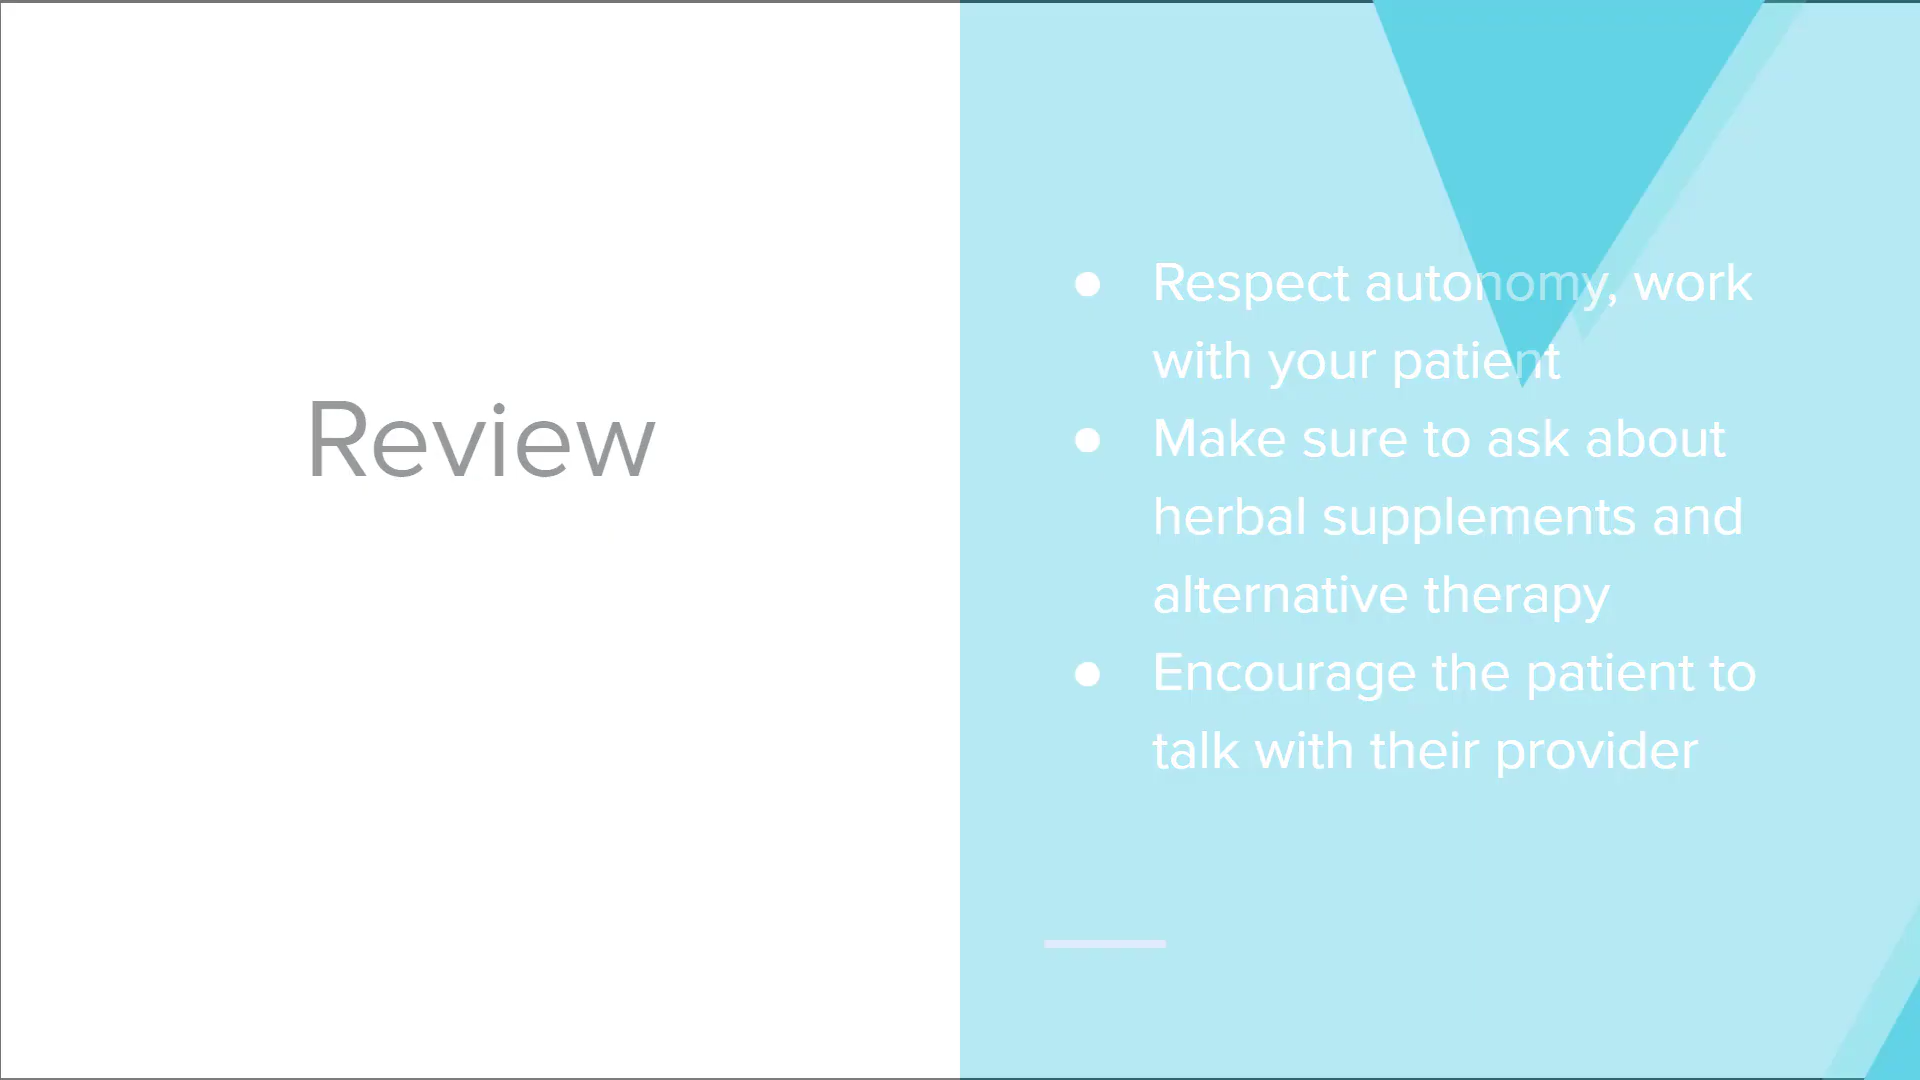 Review
● Respect autonomy, work
with your patient
● Make sure to ask about
herbal supplements and
alternative therapy
● Encourage the patient to
talk with their provider